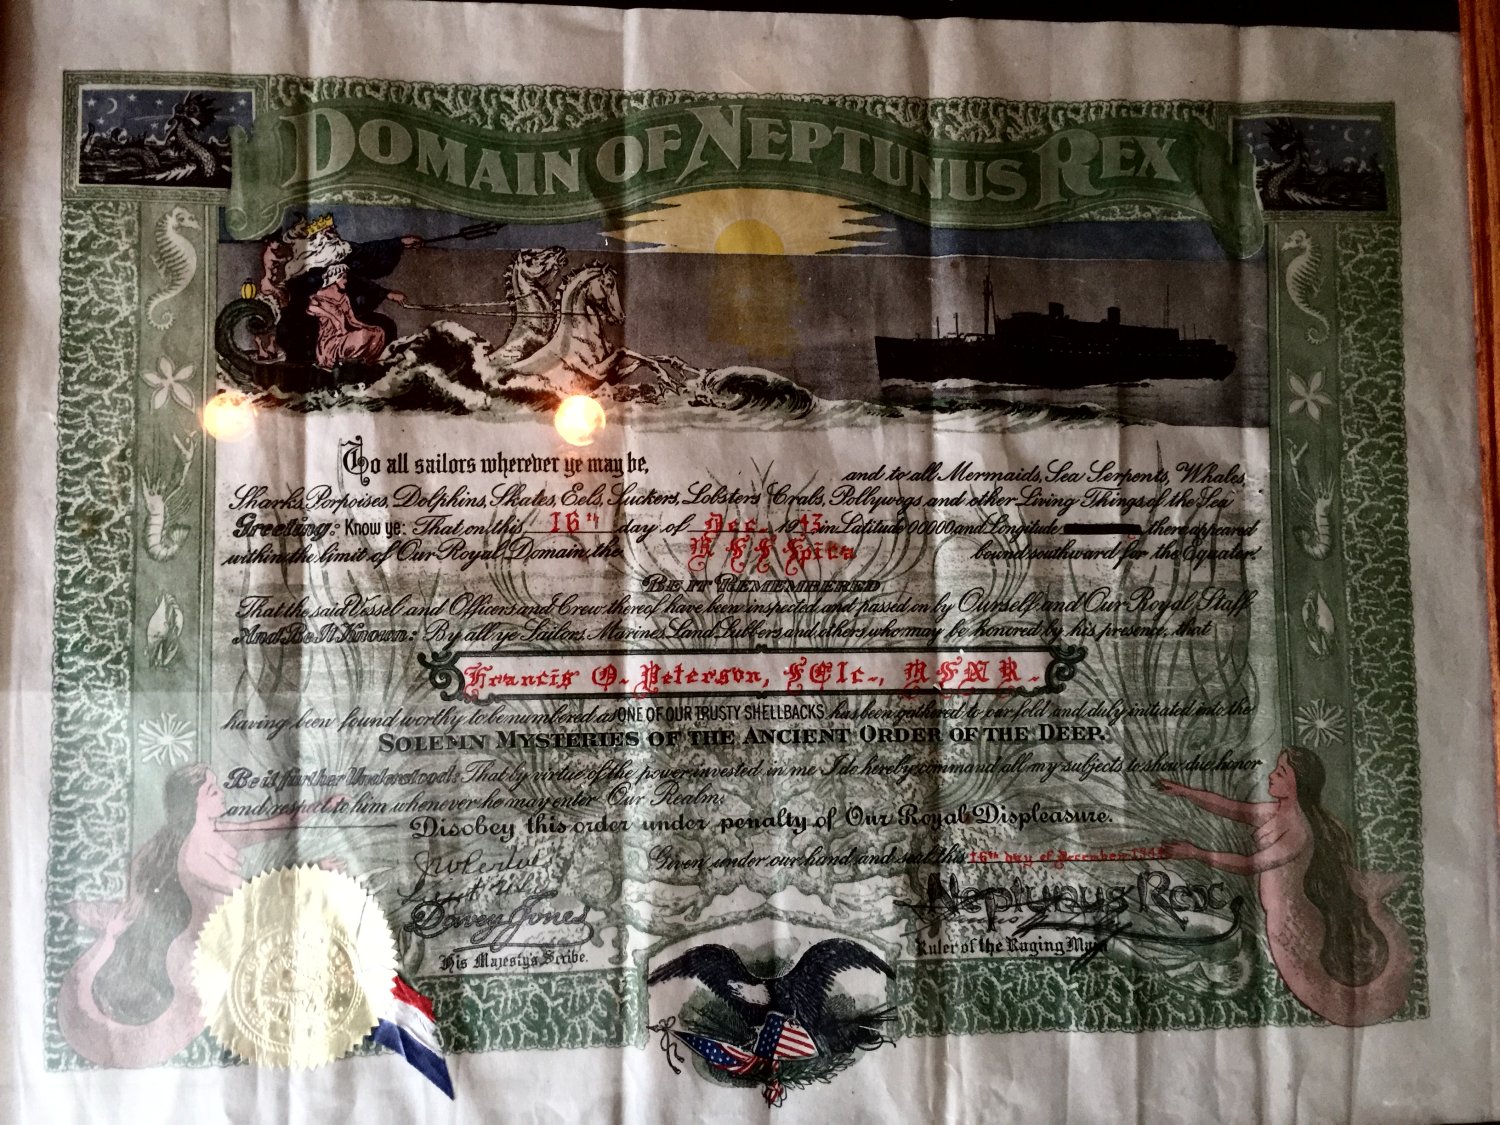 DOMAIN OF NEPTUNUS REX
To all sailors wherever ye may be, and to all Mermaids, Sea Serpents, Whales,
Sharks, Porpoises, Dolphins, Skates, Eels, Suckers, Lobsters, Crabs, Pollywogs and other Living Things of the Sea
Greeting: Know ye: That on this 16th day of Dec. 1943 in Latitude 00000 and Longitude there appeared
within the limit of Our Royal Domain, the bound southward for the Equator.
BE IT REMEMBERED
That the said Vessel and Officers and Crew thereof have been inspected and passed on by Ourself and Our Royal Staff
And Be It Known: By all ye Sailors, Marines, Land Lubbers and others who may be honored by his presence, that
Francis O. Peterson,
having been found worthy to be numbered as ONE OF OUR TRUSTY SHELLBACKS has been gathered to our fold and duly initiated into the
SOLEMN MYSTERIES OF THE ANCIENT ORDER OF THE DEEP.
Be it further Understood: That by virtue of the power invested in me I do hereby command all my subjects to show due honor
and respect to him whenever he may enter Our Realm.
Disobey this order under penalty of Our Royal Displeasure.
Given under our hand and seal this 16th day of December
Davey Jones
His Majesty's Scribe.
Neptunus Rex
Ruler of the Raging Main